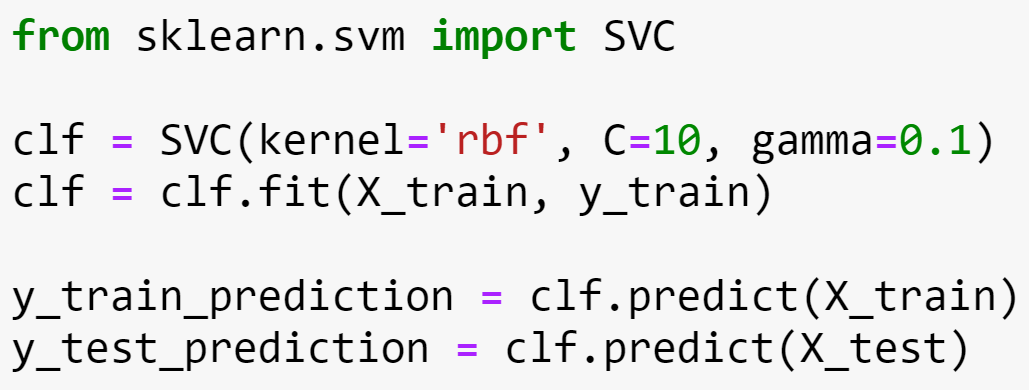 from sklearn.svm import SVC
clf = SVC(kernel='rbf', C=10, gamma=0.1)
clf = clf.fit(X_train, y_train)
y_train_prediction = clf.predict(X_train)
y_test_prediction = clf.predict(X_test)